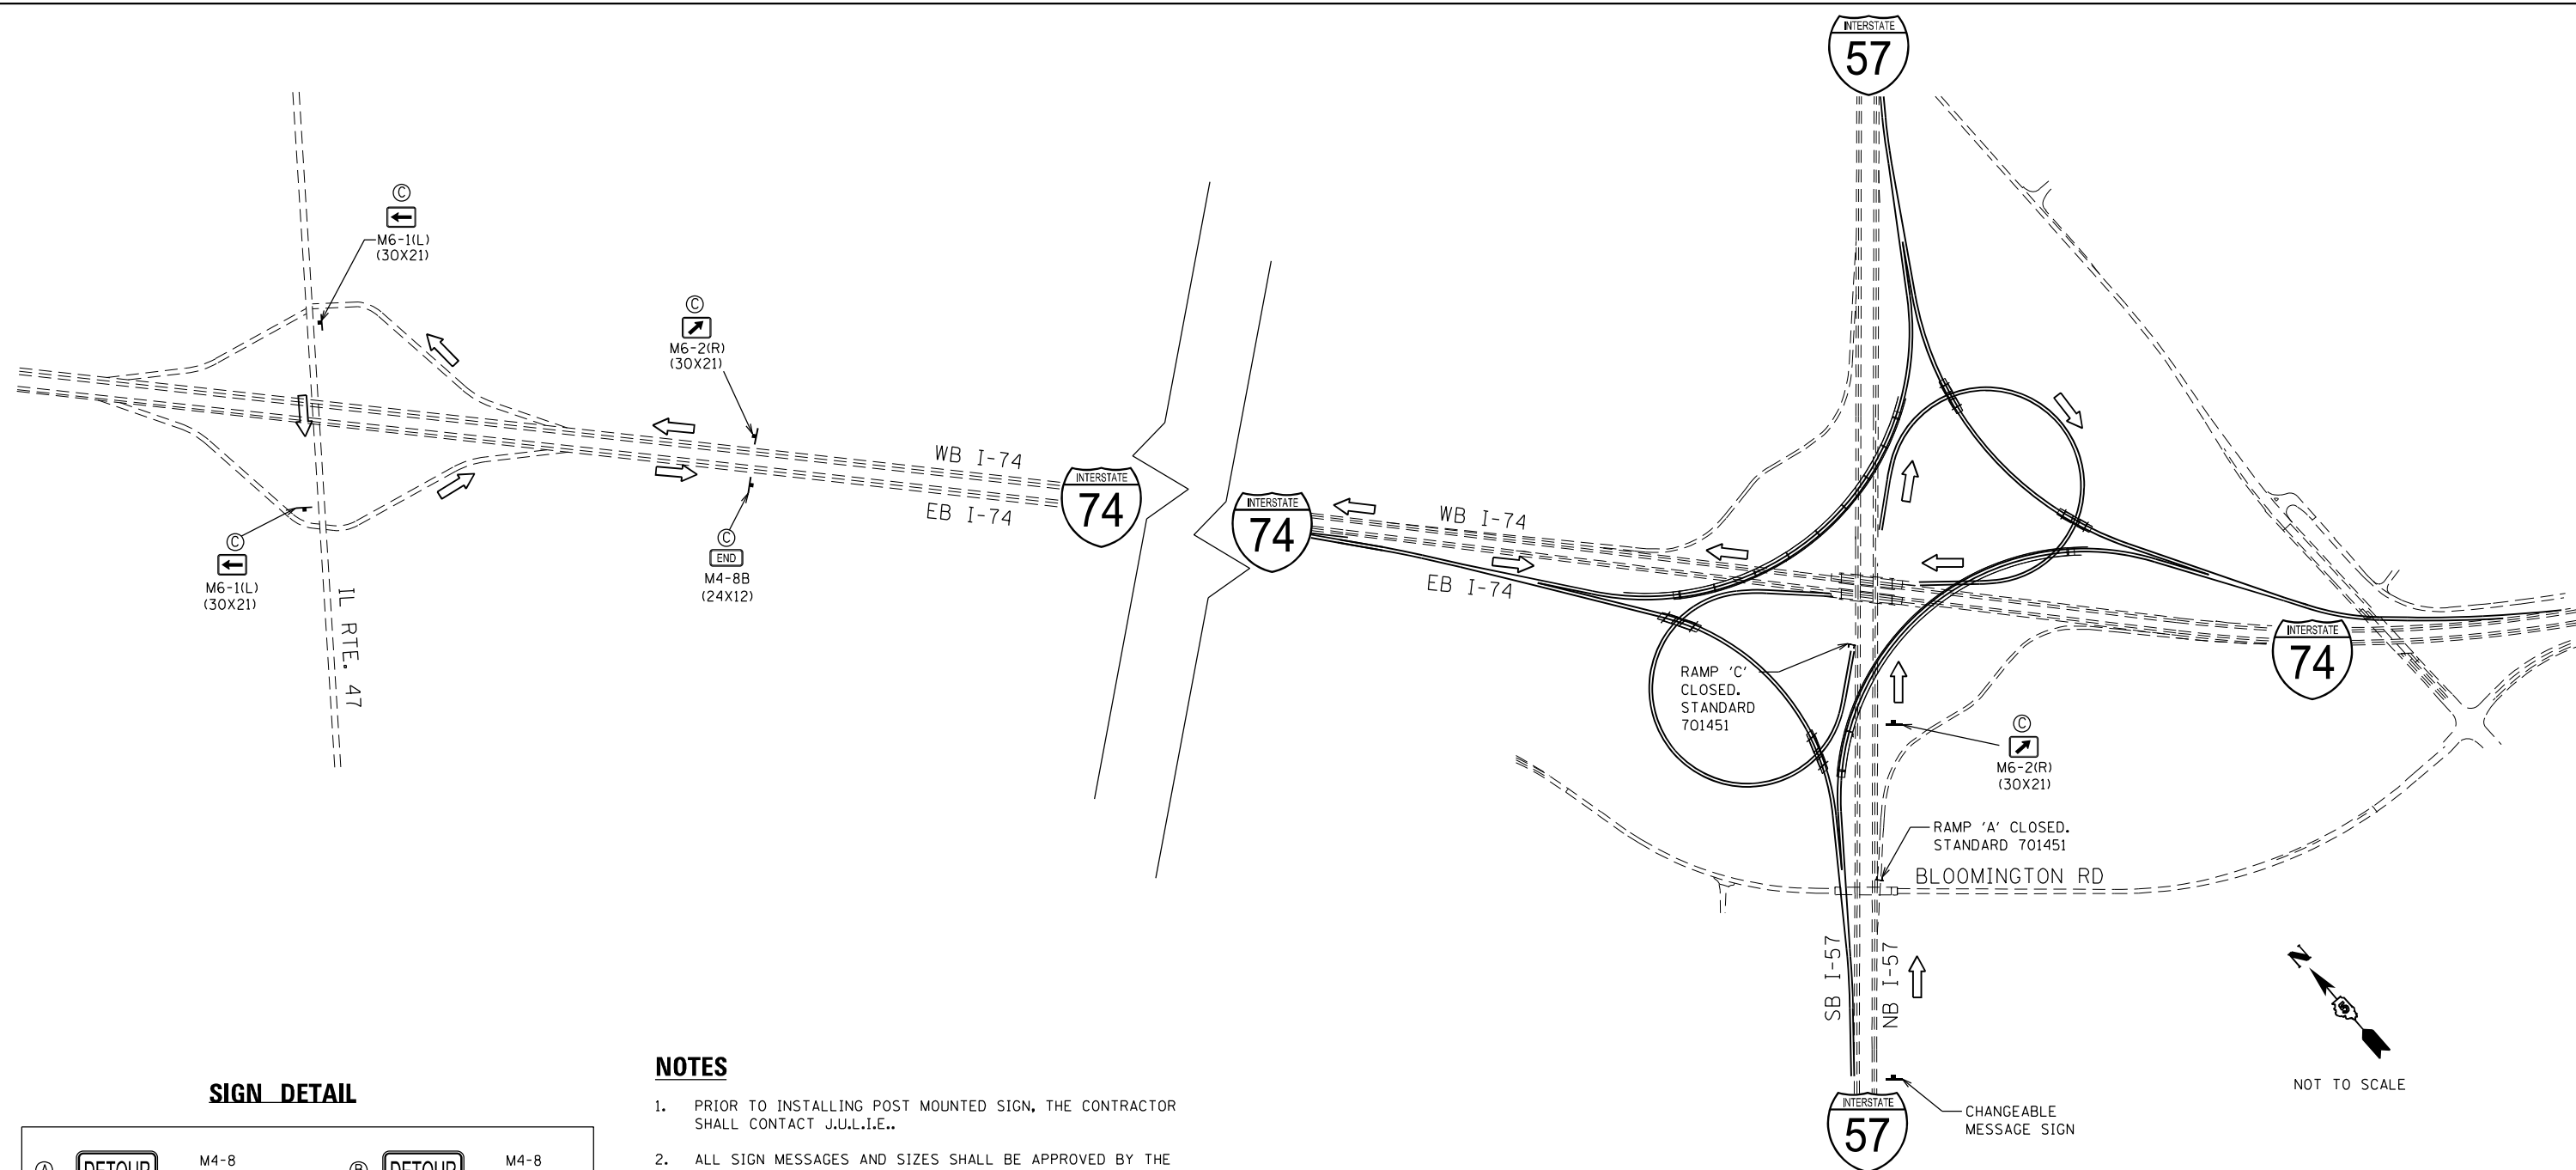 INTERSTATE
57
Ⓒ
M6-1(L)
(30X21)
Ⓒ
M6-2(R)
(30X21)
WB I-74
EB I-74
INTERSTATE
74
INTERSTATE
74
WB I-74
EB I-74
Ⓒ
M6-1(L)
(30X21)
Ⓒ
END
M4-8B
(24X12)
IL RTE. 47
RAMP 'C'
CLOSED.
STANDARD
701451
INTERSTATE
74
Ⓒ
M6-2(R)
(30X21)
RAMP 'A' CLOSED.
STANDARD 701451
BLOOMINGTON RD
SB I-57
NB I-57
N
5
NOT TO SCALE
CHANGEABLE
MESSAGE SIGN
INTERSTATE
57
SIGN DETAIL
Ⓐ DETOUR M4-8
Ⓑ DETOUR M4-8
NOTES
1. PRIOR TO INSTALLING POST MOUNTED SIGN, THE CONTRACTOR
SHALL CONTACT J.U.L.I.E..
2. ALL SIGN MESSAGES AND SIZES SHALL BE APPROVED BY THE